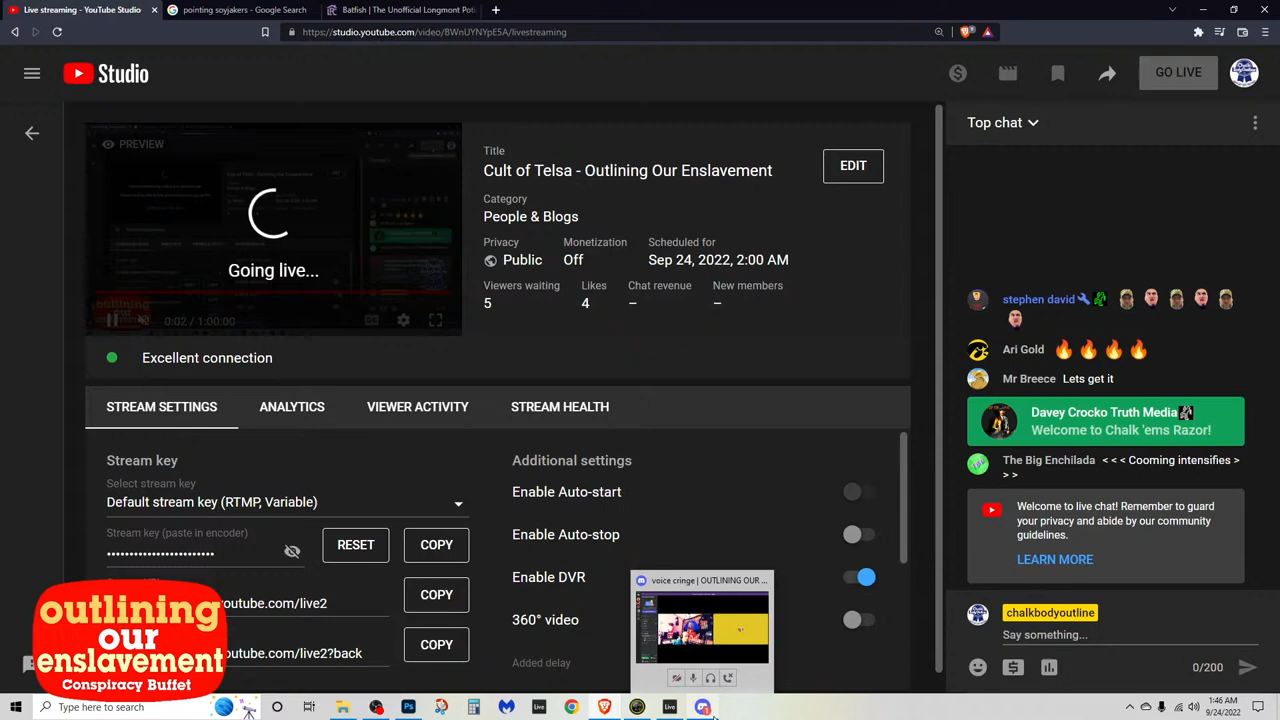 Live streaming - YouTube Studio
pointing soyjakers - Google Search
Batfish | The Unofficial Longmont Pot
https://studio.youtube.com/video/BWnUYNYpE5A/livestreaming
Studio
GO LIVE
PREVIEW
Going live...
0:02 / 1:00:00
Title
Cult of Telsa - Outlining Our Enslavement
EDIT
Category
People & Blogs
Privacy Monetization Scheduled for
Public Off Sep 24, 2022, 2:00 AM
Viewers waiting Likes Chat revenue New members
5 4 – –
Excellent connection
STREAM SETTINGS ANALYTICS VIEWER ACTIVITY STREAM HEALTH
Stream key
Select stream key
Default stream key (RTMP, Variable)
Stream key (paste in encoder)
RESET COPY
outube.com/live2
COPY
outube.com/live2?back
COPY
Additional settings
Enable Auto-start
Enable Auto-stop
Enable DVR
360° video
Added delay
voice cringe | OUTLINING OUR ...
Top chat
stephen david
Ari Gold
Mr Breece Lets get it
Davey Crocko Truth Media
Welcome to Chalk 'ems Razor!
The Big Enchilada < < < Cooming intensifies >
> >
Welcome to live chat! Remember to guard
your privacy and abide by our community
guidelines.
LEARN MORE
chalkbodyoutline
Say something...
0/200
outlining
our
enslavement
Conspiracy Buffet
Type here to search
Live
Live
1:46 AM
9/24/2022